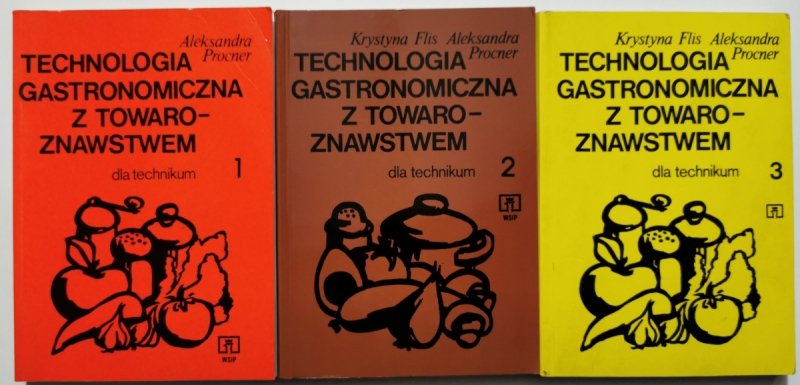 Aleksandra
Procner
TECHNOLOGIA
GASTRONOMICZNA
Z TOWARO-
ZNAWSTWEM
dla technikum 1
WSiP
Krystyna Flis Aleksandra
Procner
TECHNOLOGIA
GASTRONOMICZNA
Z TOWARO-
ZNAWSTWEM
dla technikum 2
WSiP
Krystyna Flis Aleksandra
Procner
TECHNOLOGIA
GASTRONOMICZNA
Z TOWARO-
ZNAWSTWEM
dla technikum 3